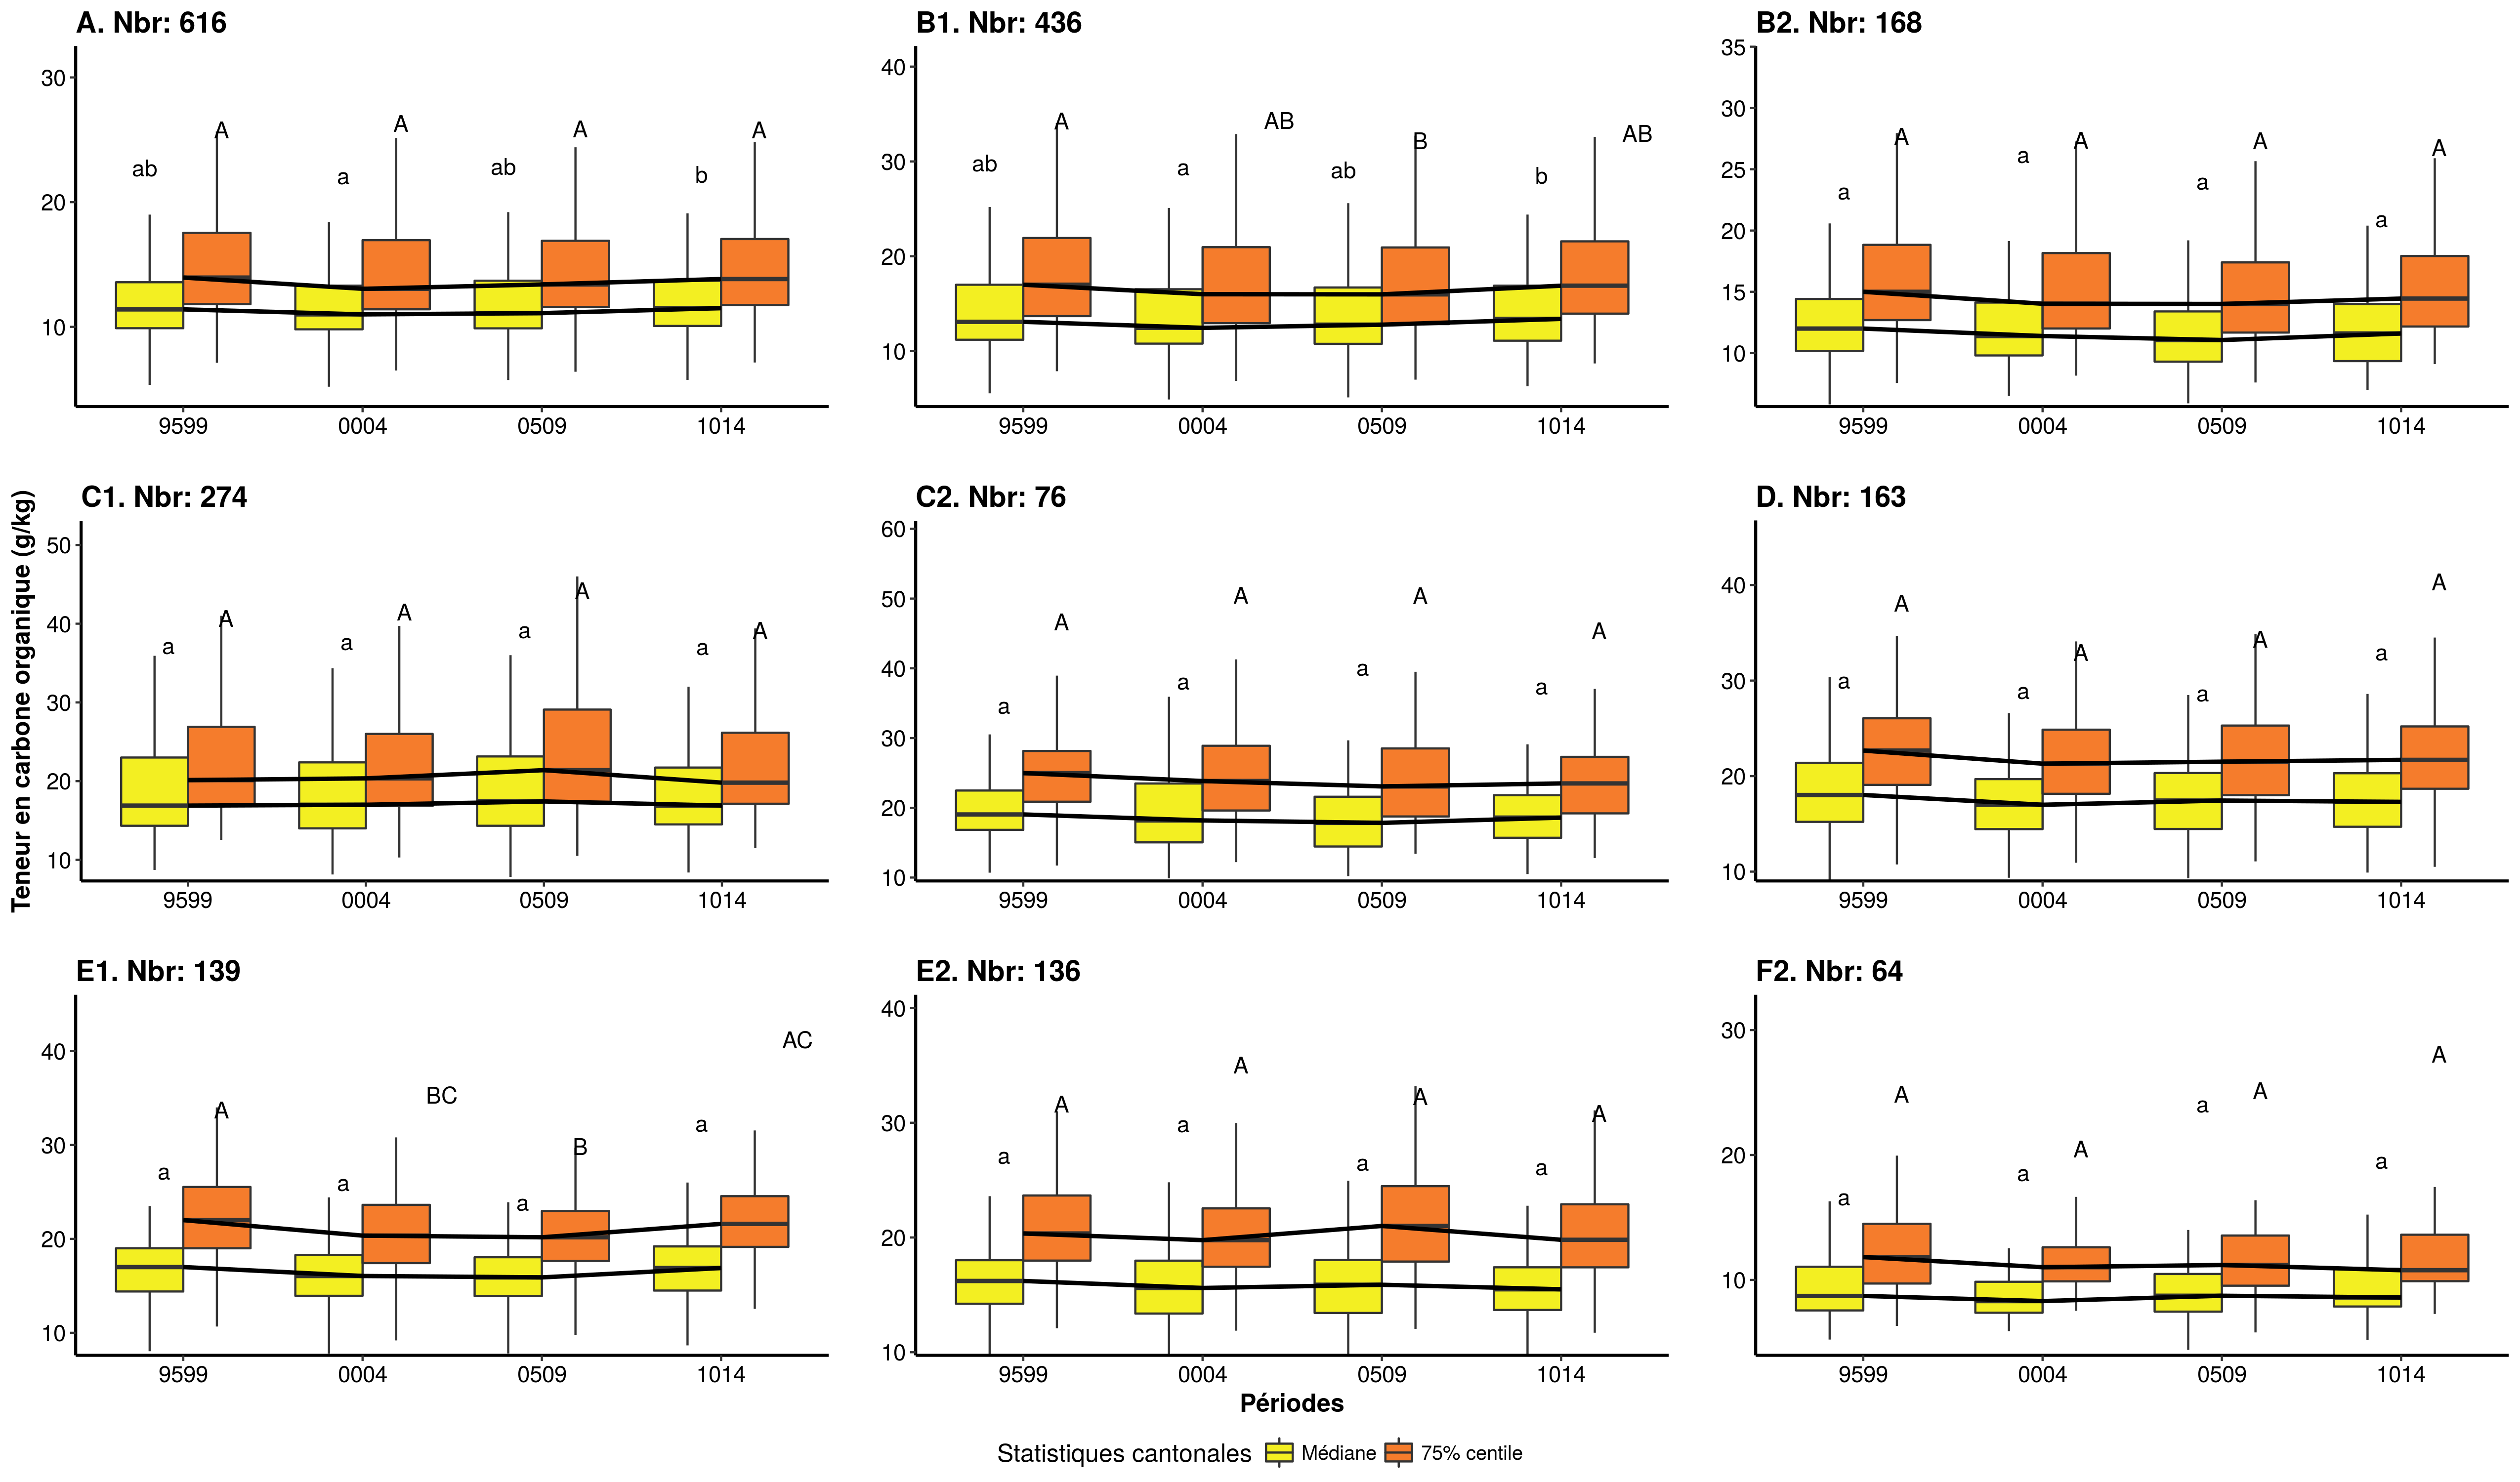 A. Nbr: 616
30
20
10
ab
A
a
A
ab
A
b
A
9599
0004
0509
1014
B1. Nbr: 436
40
30
20
10
ab
A
a
AB
ab
B
b
AB
9599
0004
0509
1014
B2. Nbr: 168
35
30
25
20
15
10
a
A
a
A
a
A
a
A
9599
0004
0509
1014
Teneur en carbone organique (g/kg)
C1. Nbr: 274
50
40
30
20
10
a
A
a
A
a
A
a
A
9599
0004
0509
1014
C2. Nbr: 76
60
50
40
30
20
10
a
A
a
A
a
A
a
A
9599
0004
0509
1014
D. Nbr: 163
40
30
20
10
a
A
a
A
a
A
a
A
9599
0004
0509
1014
E1. Nbr: 139
40
30
20
10
a
A
a
BC
a
B
a
AC
9599
0004
0509
1014
E2. Nbr: 136
40
30
20
10
a
A
a
A
a
A
a
A
9599
0004
0509
1014
F2. Nbr: 64
30
20
10
a
A
a
A
a
A
a
A
9599
0004
0509
1014
Périodes
Statistiques cantonales Médiane 75% centile